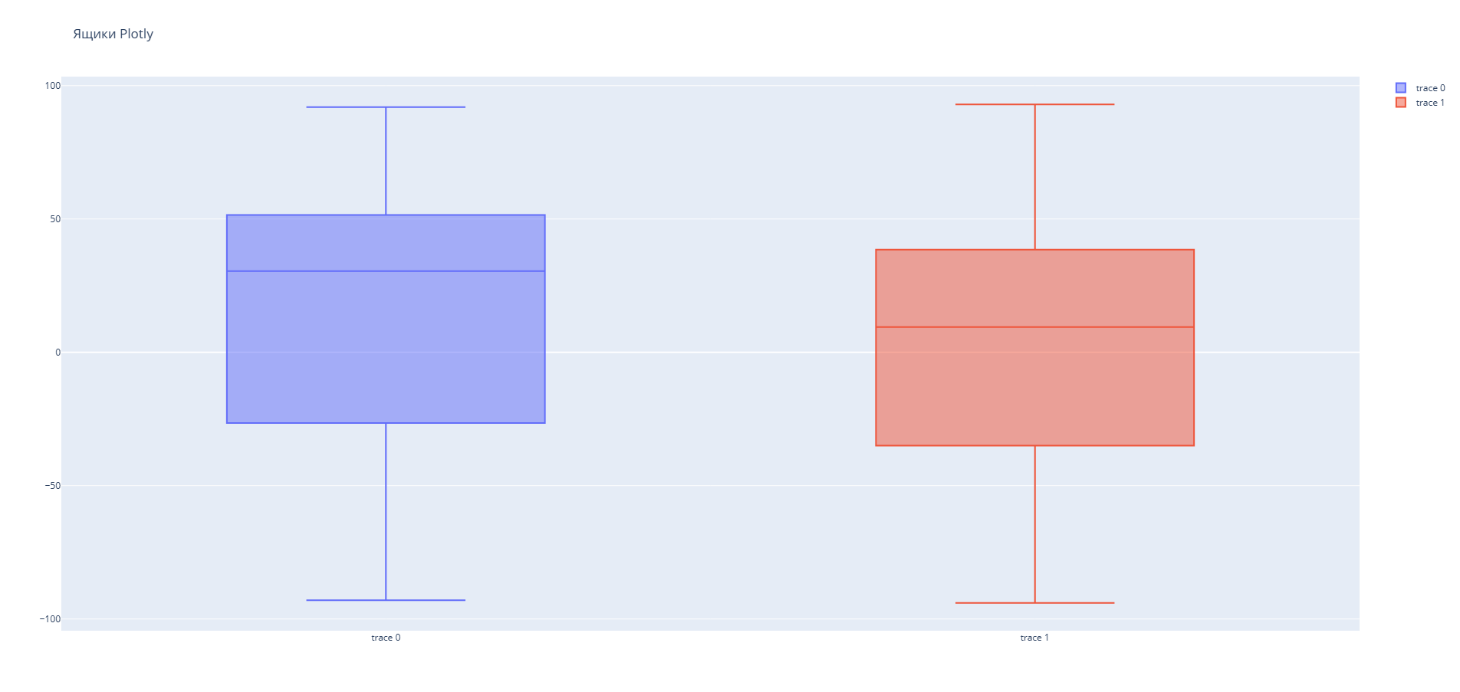 Ящики Plotly
100
50
0
−50
−100
trace 0
trace 1
trace 0
trace 1